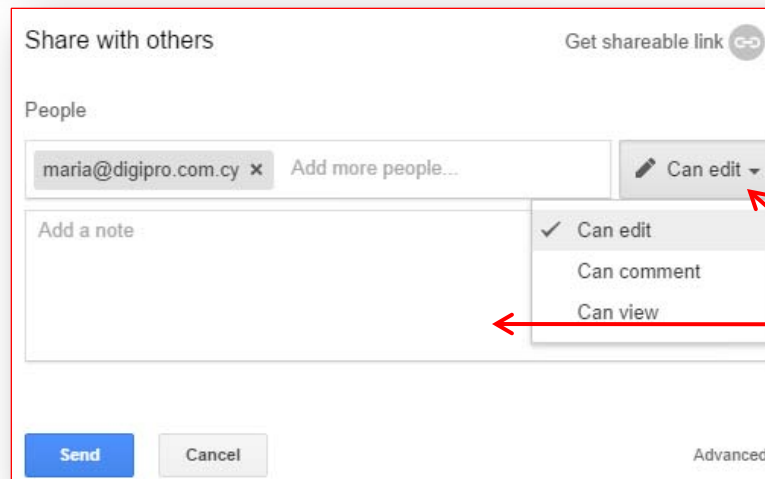 Share with others
Get shareable link
People
maria@digipro.com.cy × Add more people...
Can edit
Add a note
Can edit
Can comment
Can view
Send
Cancel
Advanced